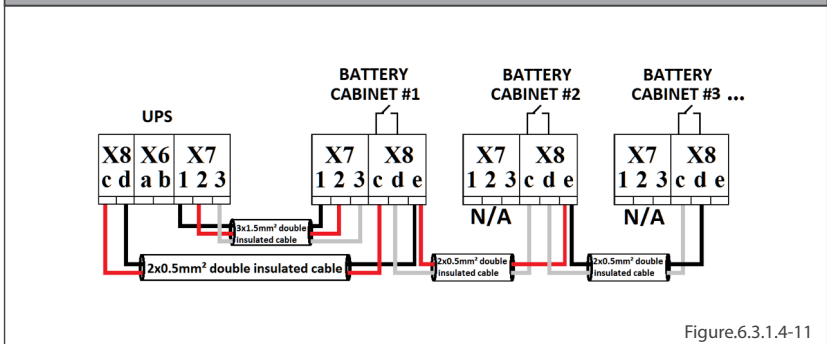 BATTERY
CABINET #1
BATTERY
CABINET #2
BATTERY
CABINET #3 ...
UPS
X8 X6 X7
c d a b 1 2 3
X7 X8
1 2 3 c d e
X7 X8
1 2 3 c d e
X7 X8
1 2 3 c d e
N/A
N/A
3x1.5mm² double
insulated cable
2x0.5mm² double insulated cable
2x0.5mm² double
insulated cable
2x0.5mm² double
insulated cable
Figure.6.3.1.4-11